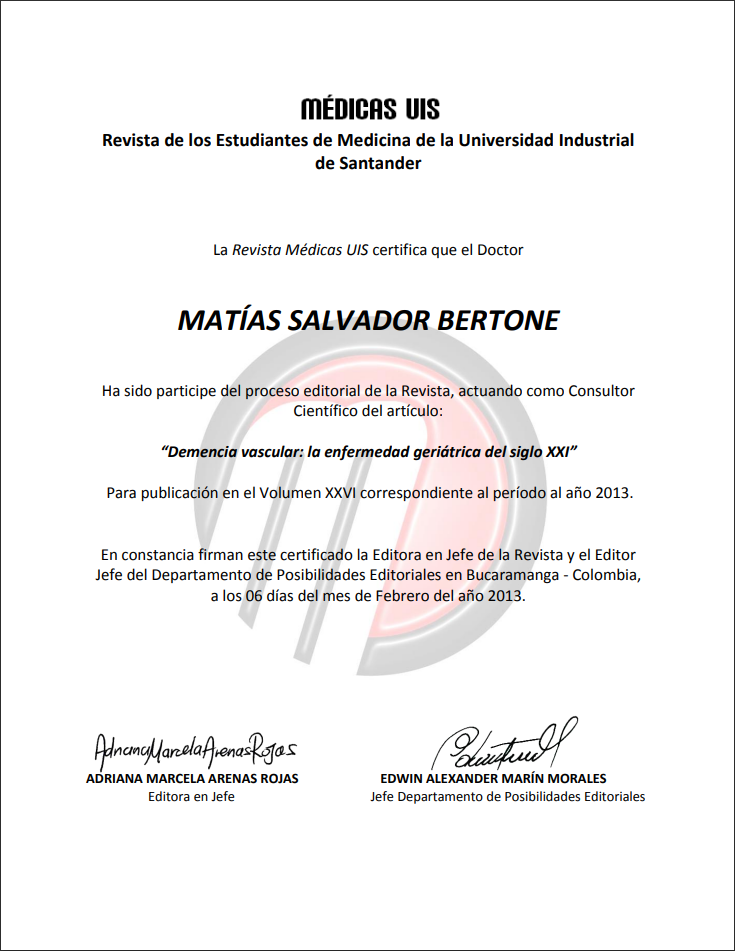 MÉDICAS UIS
Revista de los Estudiantes de Medicina de la Universidad Industrial
de Santander
La Revista Médicas UIS certifica que el Doctor
MATÍAS SALVADOR BERTONE
Ha sido participe del proceso editorial de la Revista, actuando como Consultor
Científico del artículo:
“Demencia vascular: la enfermedad geriátrica del siglo XXI”
Para publicación en el Volumen XXVI correspondiente al período al año 2013.
En constancia firman este certificado la Editora en Jefe de la Revista y el Editor
Jefe del Departamento de Posibilidades Editoriales en Bucaramanga - Colombia,
a los 06 días del mes de Febrero del año 2013.
Adriana Marcela Arenas Rojas
ADRIANA MARCELA ARENAS ROJAS
Editora en Jefe
EDWIN ALEXANDER MARÍN MORALES
Jefe Departamento de Posibilidades Editoriales